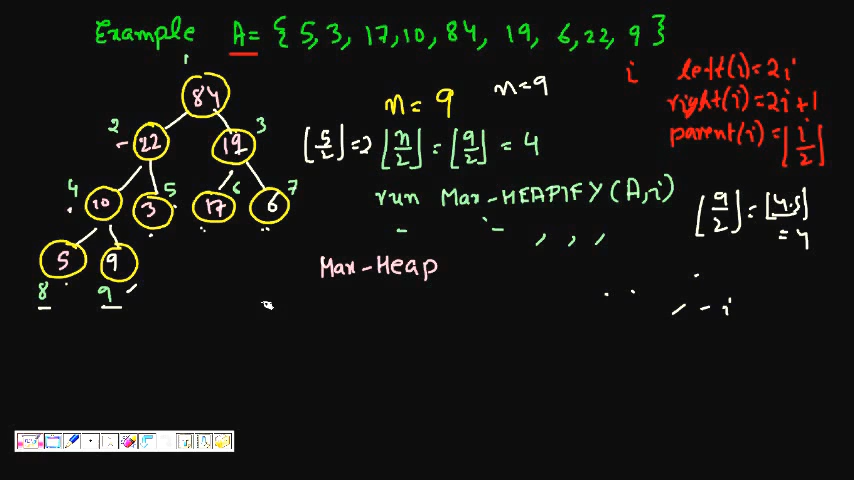 Example A= {5, 3, 17, 10, 84, 19, 6, 22, 9}
i left(i) = 2i
right(i) = 2i+1
parent(i) = ⌊i/2⌋
1
84
2 3
22 19
4 5 6 7
10 3 17 6
5 9
8 9
n = 9 n = 9
⌊5/2⌋ = 2 ⌊n/2⌋ = ⌊9/2⌋ = 4
run Max-HEAPIFY(A,i)
⌊9/2⌋ = ⌊4.5⌋
= 4
Max-Heap
i